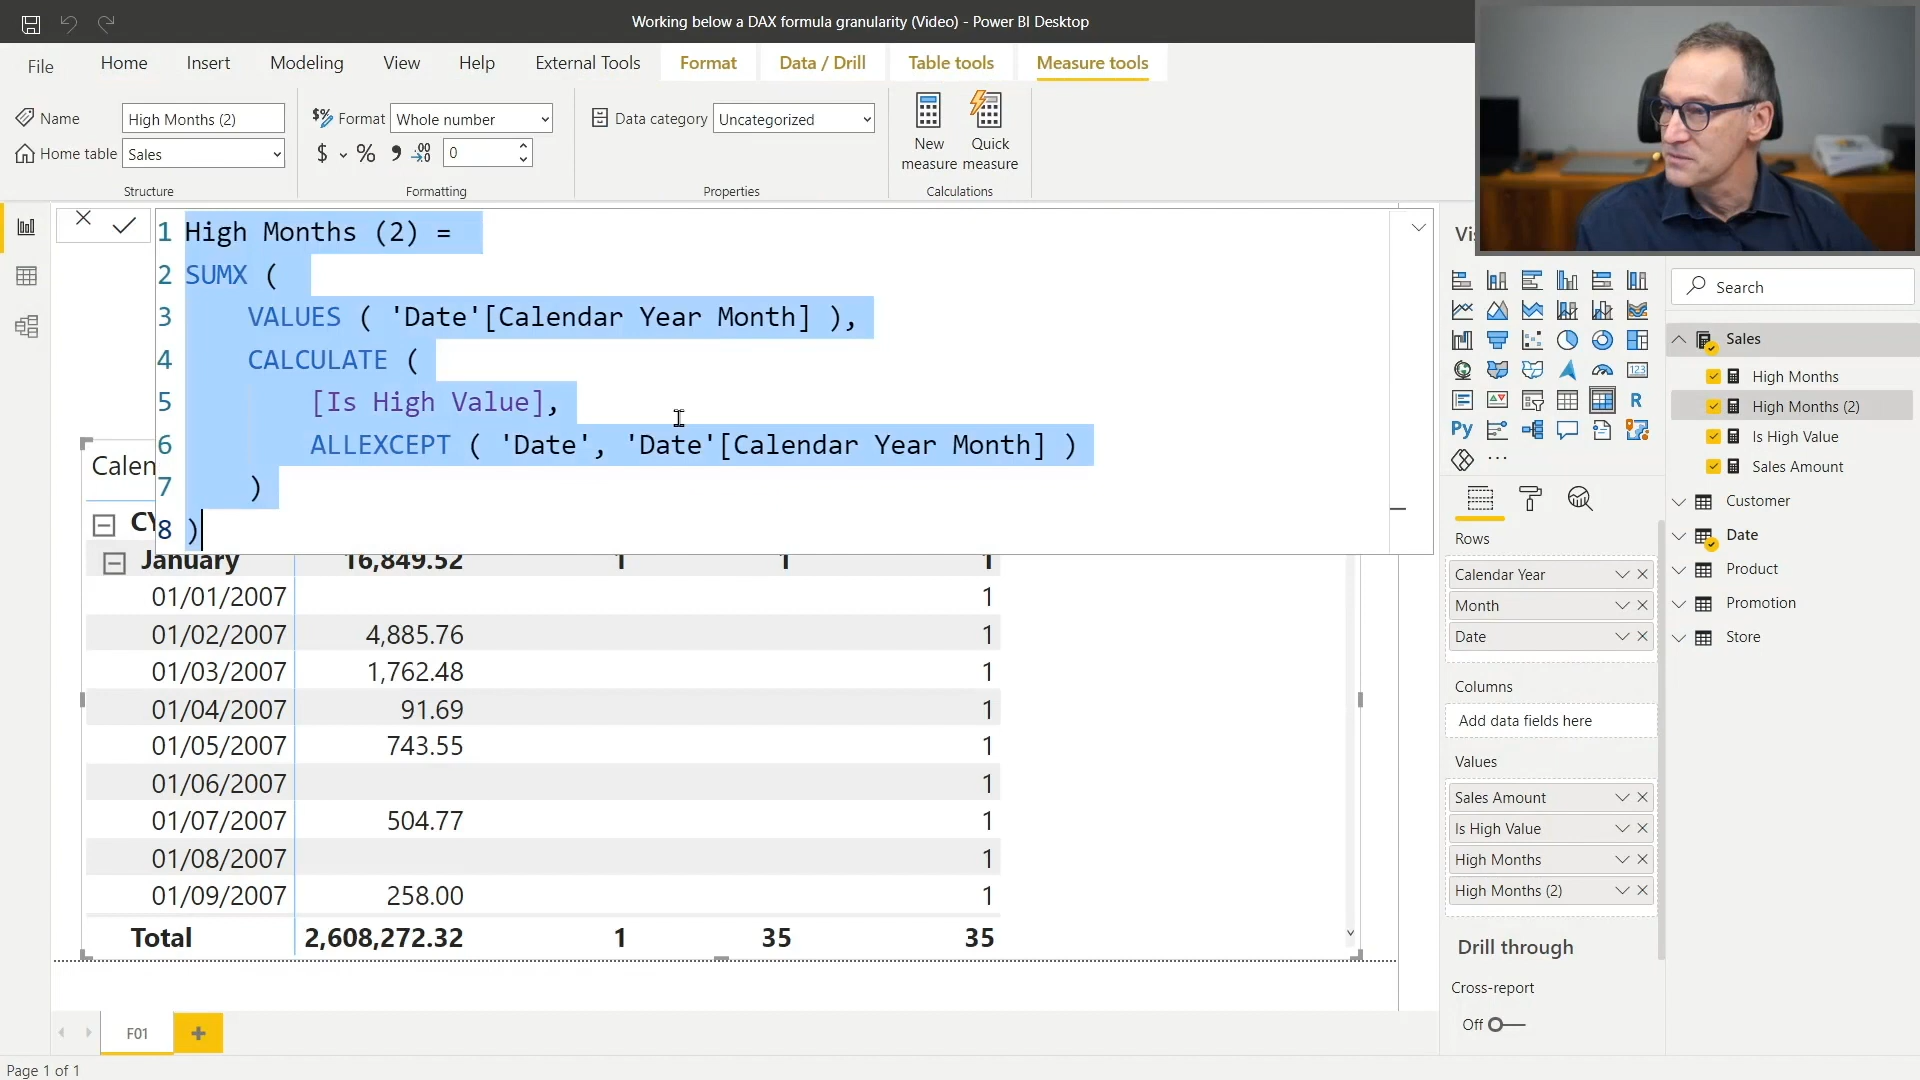 Working below a DAX formula granularity (Video) - Power BI Desktop
File Home Insert Modeling View Help External Tools Format Data / Drill Table tools Measure tools
Name High Months (2)
Home table Sales
Structure
Format Whole number
$ % 0
Formatting
Data category Uncategorized
Properties
New measure
Quick measure
Calculations
1 High Months (2) =
2 SUMX (
3 VALUES ( 'Date'[Calendar Year Month] ),
4 CALCULATE (
5 [Is High Value],
6 ALLEXCEPT ( 'Date', 'Date'[Calendar Year Month] )
7 )
8 )
Calen
CY
January 16,849.52 1 1 1
01/01/2007 1
01/02/2007 4,885.76 1
01/03/2007 1,762.48 1
01/04/2007 91.69 1
01/05/2007 743.55 1
01/06/2007 1
01/07/2007 504.77 1
01/08/2007 1
01/09/2007 258.00 1
Total 2,608,272.32 1 35 35
F01
Page 1 of 1
Vi
123
R
Py
Rows
Calendar Year
Month
Date
Columns
Add data fields here
Values
Sales Amount
Is High Value
High Months
High Months (2)
Drill through
Cross-report
Off
Search
Sales
High Months
High Months (2)
Is High Value
Sales Amount
Customer
Date
Product
Promotion
Store